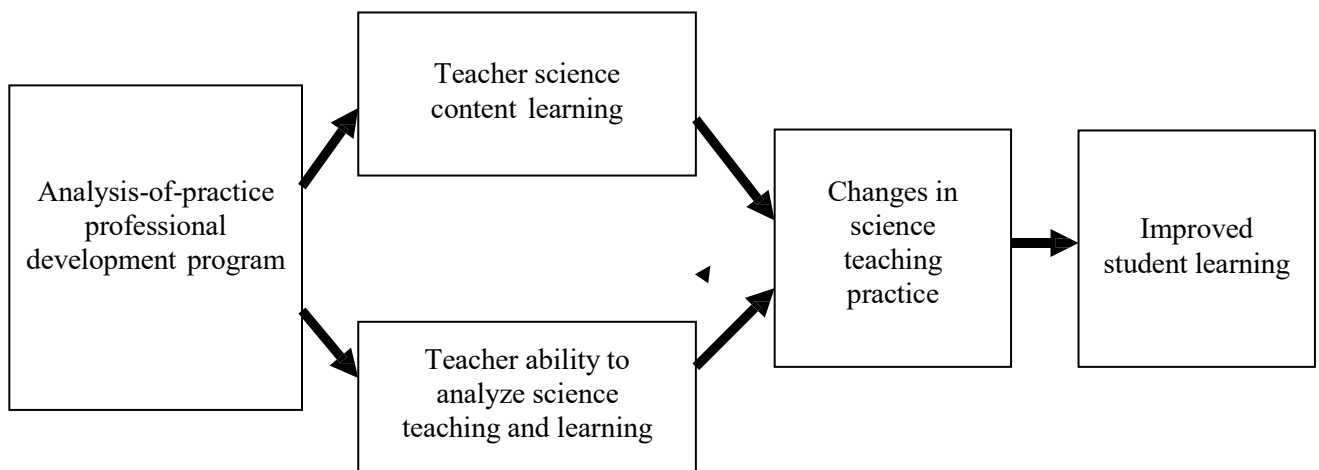 Analysis-of-practice
professional
development program
Teacher science
content learning
Teacher ability to
analyze science
teaching and learning
Changes in
science
teaching
practice
Improved
student learning